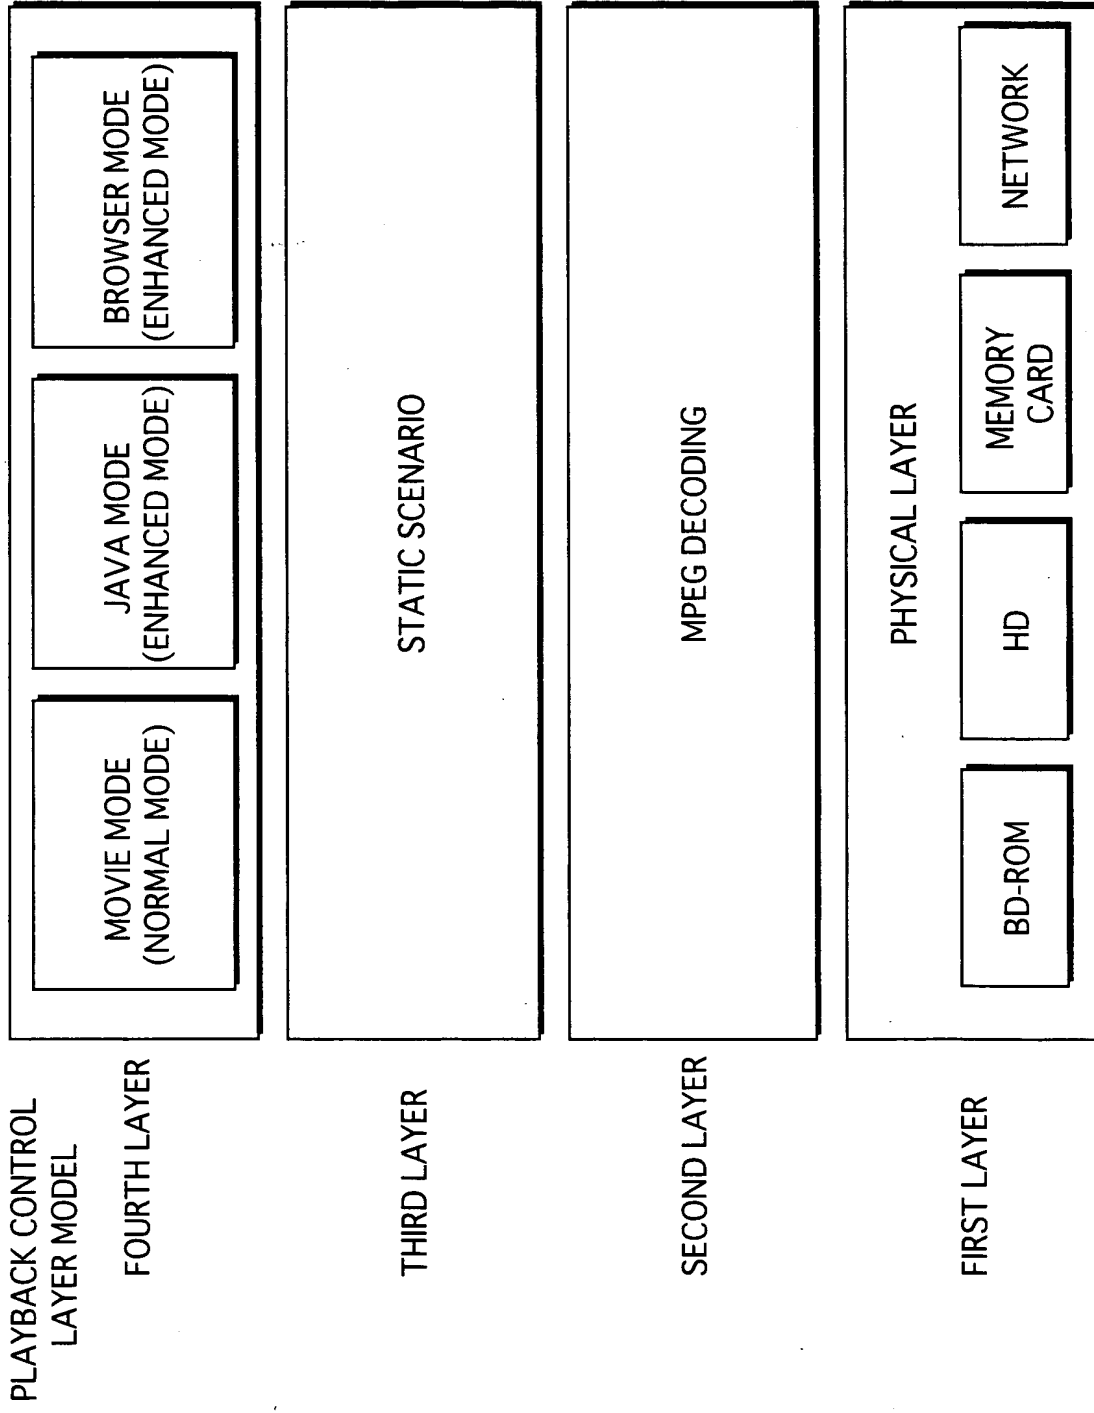 PLAYBACK CONTROL
LAYER MODEL
FOURTH LAYER
MOVIE MODE
(NORMAL MODE)
JAVA MODE
(ENHANCED MODE)
BROWSER MODE
(ENHANCED MODE)
THIRD LAYER
STATIC SCENARIO
SECOND LAYER
MPEG DECODING
FIRST LAYER
PHYSICAL LAYER
BD-ROM
HD
MEMORY
CARD
NETWORK